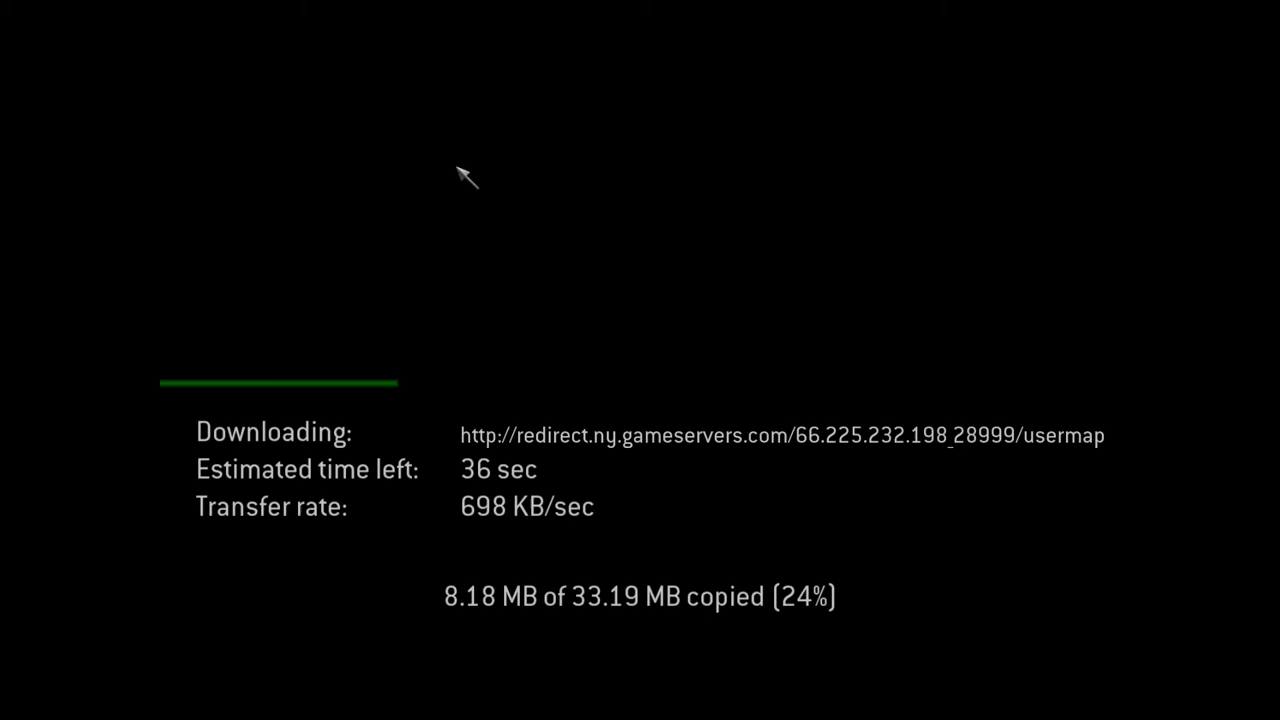 Downloading: http://redirect.ny.gameservers.com/66.225.232.198_28999/usermap
Estimated time left: 36 sec
Transfer rate: 698 KB/sec
8.18 MB of 33.19 MB copied (24%)